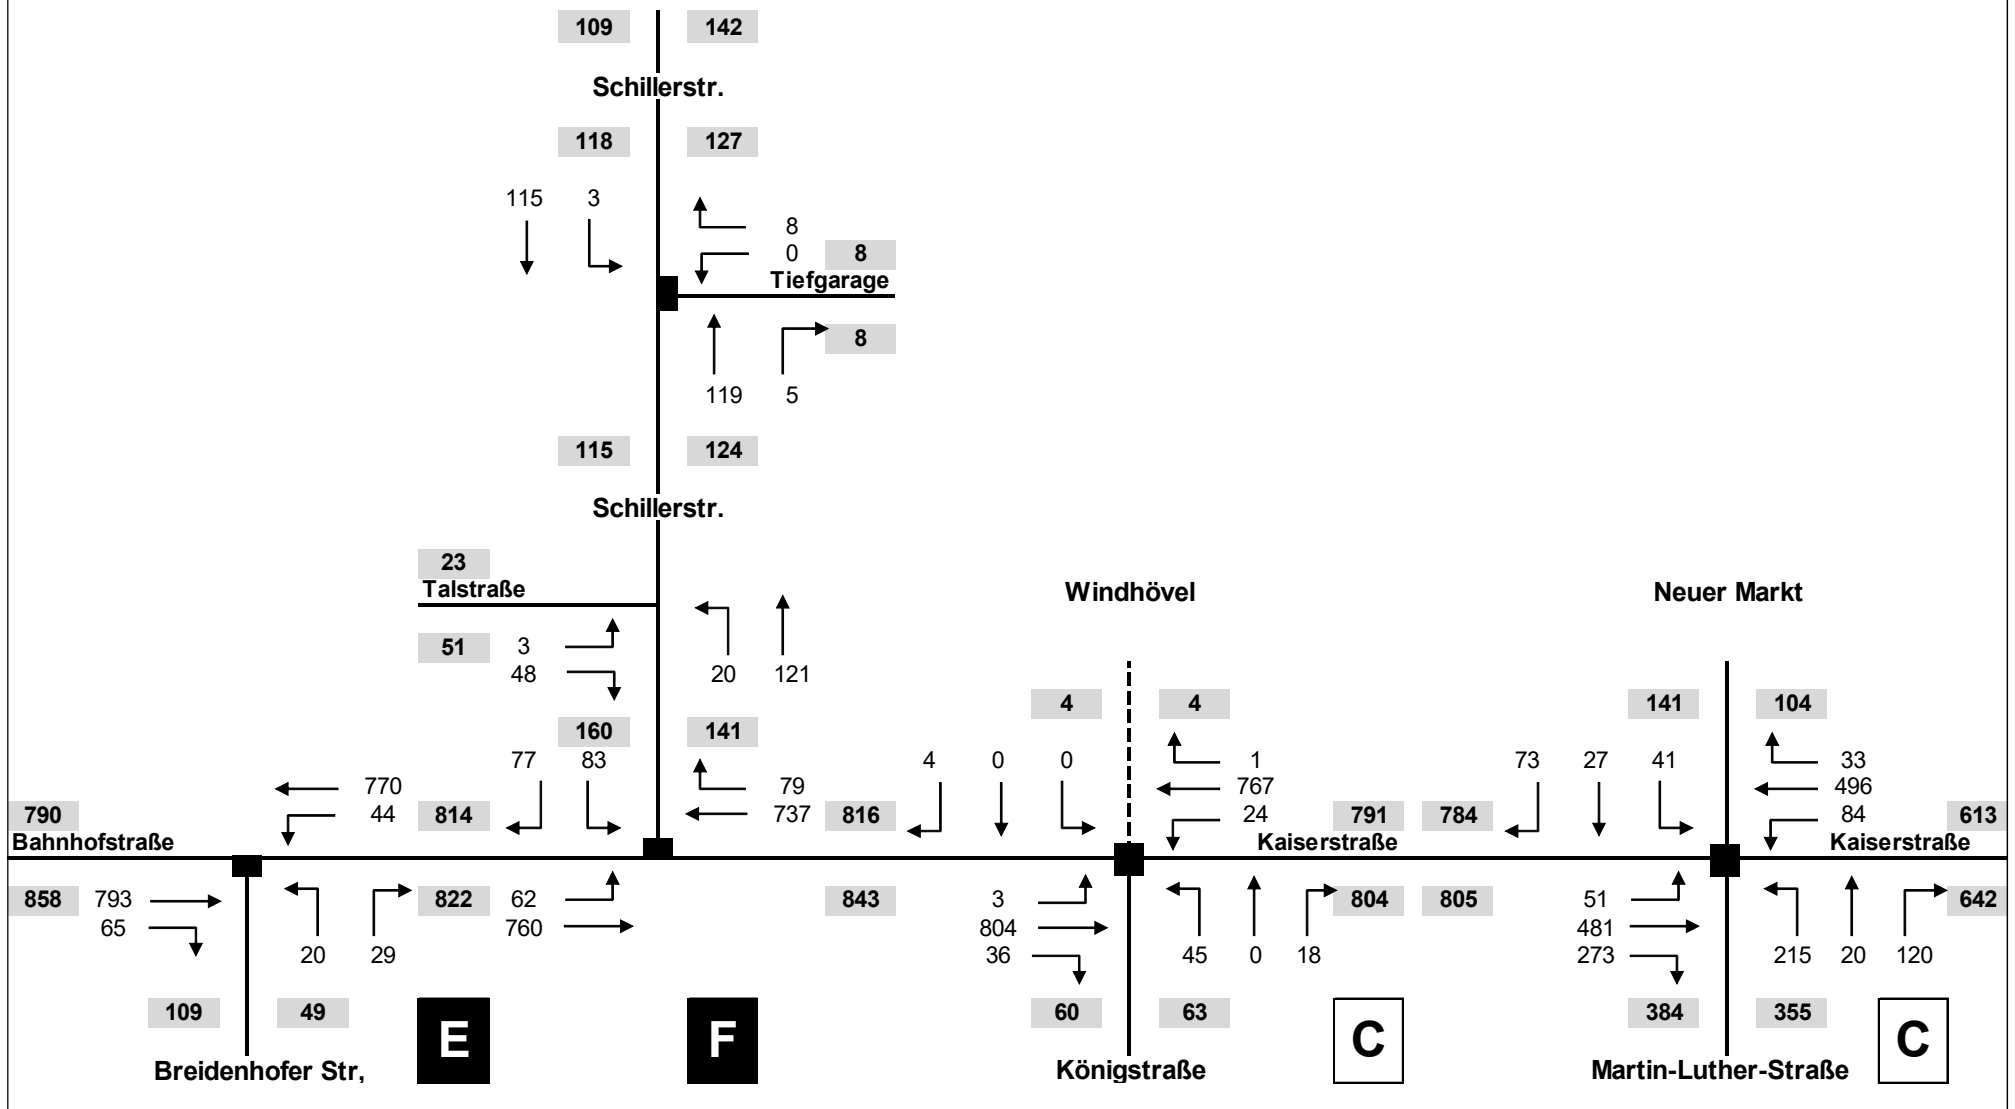 109 142
Schillerstr.
118 127
115 3
8
0 8
Tiefgarage
8
119 5
115 124
Schillerstr.
23
Talstraße
51 3
48
20 121
160 141
77 83
Windhövel
Neuer Markt
4 4
141 104
4 0 0
1
767
24
73 27 41
33
496
84
770
44
79
737
790 814 816 791 784 613
Bahnhofstraße Kaiserstraße Kaiserstraße
858 793
65
20 29
822 62
760
843 3
804
36
45 0 18
804 805 51
481
273
215 20 120
642
109 49 E F 60 63 C 384 355 C
Breidenhofer Str, Königstraße Martin-Luther-Straße